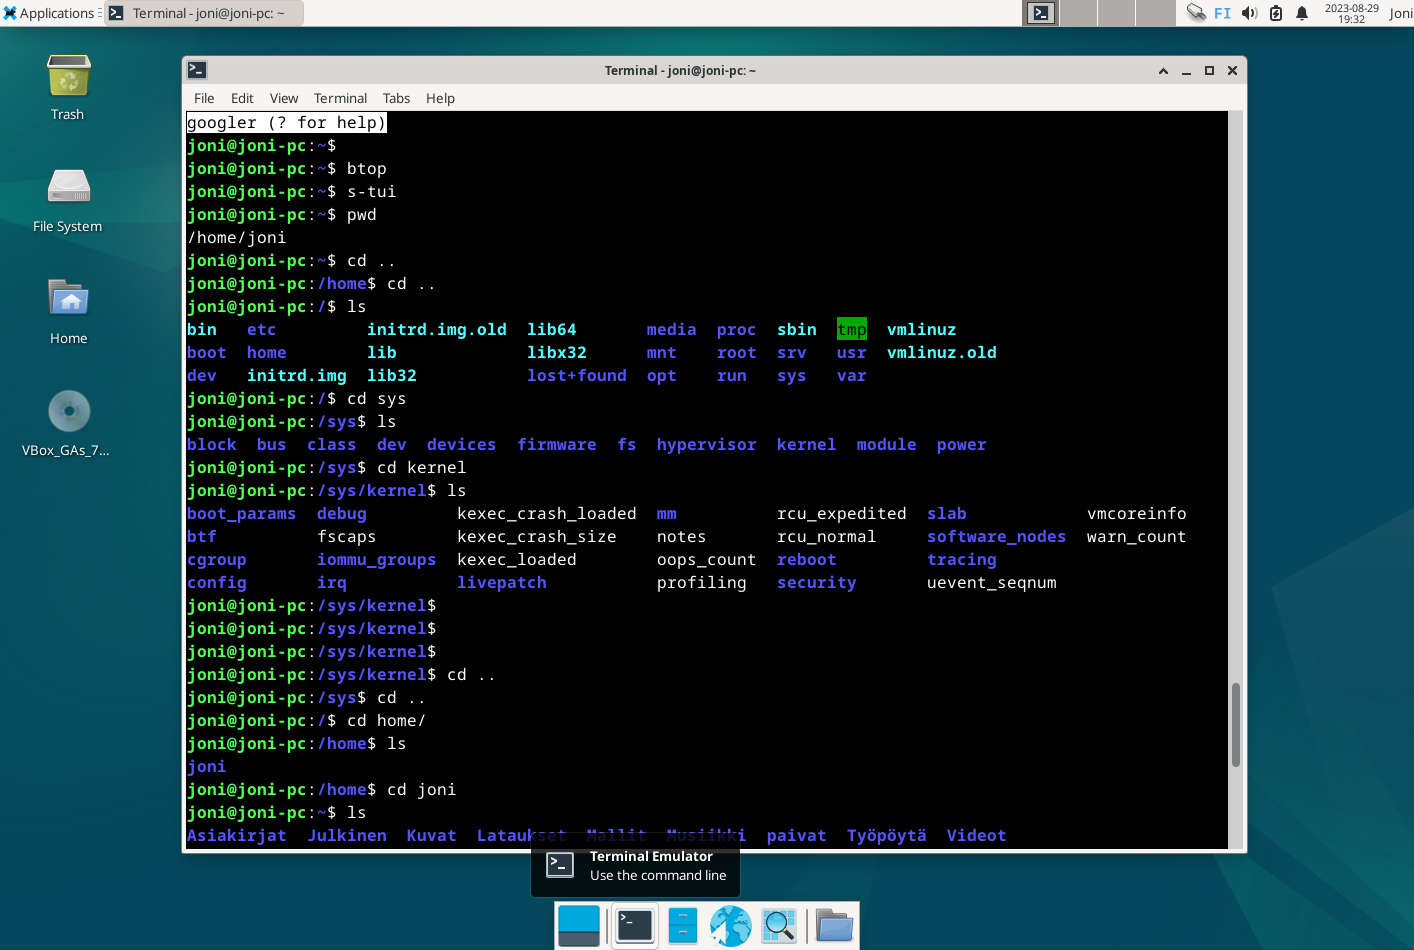 Applications
Terminal - joni@joni-pc: ~
FI
2023-08-29
19:32
Joni
Trash
File System
Home
VBox_GAs_7...
Terminal - joni@joni-pc: ~
File Edit View Terminal Tabs Help
googler (? for help)
joni@joni-pc:~$
joni@joni-pc:~$ btop
joni@joni-pc:~$ s-tui
joni@joni-pc:~$ pwd
/home/joni
joni@joni-pc:~$ cd ..
joni@joni-pc:/home$ cd ..
joni@joni-pc:/$ ls
bin etc initrd.img.old lib64 media proc sbin tmp vmlinuz
boot home lib libx32 mnt root srv usr vmlinuz.old
dev initrd.img lib32 lost+found opt run sys var
joni@joni-pc:/$ cd sys
joni@joni-pc:/sys$ ls
block bus class dev devices firmware fs hypervisor kernel module power
joni@joni-pc:/sys$ cd kernel
joni@joni-pc:/sys/kernel$ ls
boot_params debug kexec_crash_loaded mm rcu_expedited slab vmcoreinfo
btf fscaps kexec_crash_size notes rcu_normal software_nodes warn_count
cgroup iommu_groups kexec_loaded oops_count reboot tracing
config irq livepatch profiling security uevent_seqnum
joni@joni-pc:/sys/kernel$
joni@joni-pc:/sys/kernel$
joni@joni-pc:/sys/kernel$
joni@joni-pc:/sys/kernel$ cd ..
joni@joni-pc:/sys$ cd ..
joni@joni-pc:/$ cd home/
joni@joni-pc:/home$ ls
joni
joni@joni-pc:/home$ cd joni
joni@joni-pc:~$ ls
Asiakirjat Julkinen Kuvat Lataukset Mallit Musiikki paivat Työpöytä Videot
Terminal Emulator
Use the command line